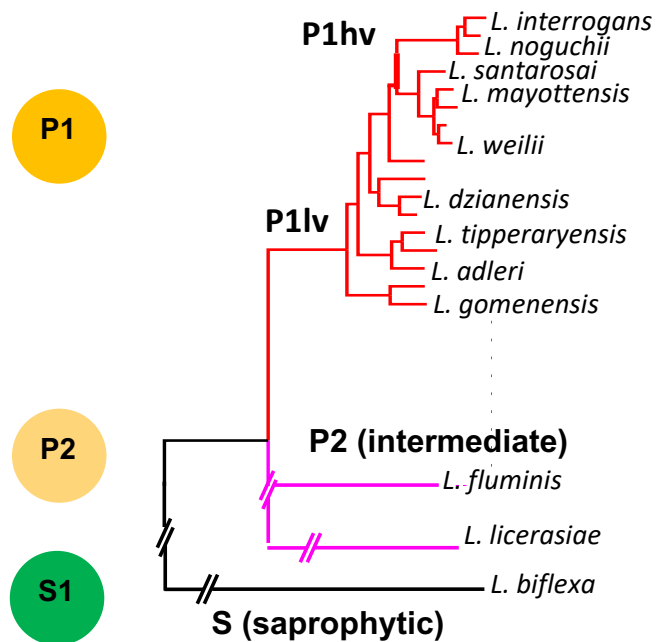 P1hv
L. interrogans
L. noguchii
L. santarosai
L. mayottensis
P1
L. weilii
L. dzianensis
P1lv
L. tipperaryensis
L. adleri
L. gomenensis
P2
P2 (intermediate)
L. fluminis
L. licerasiae
S1
L. biflexa
S (saprophytic)